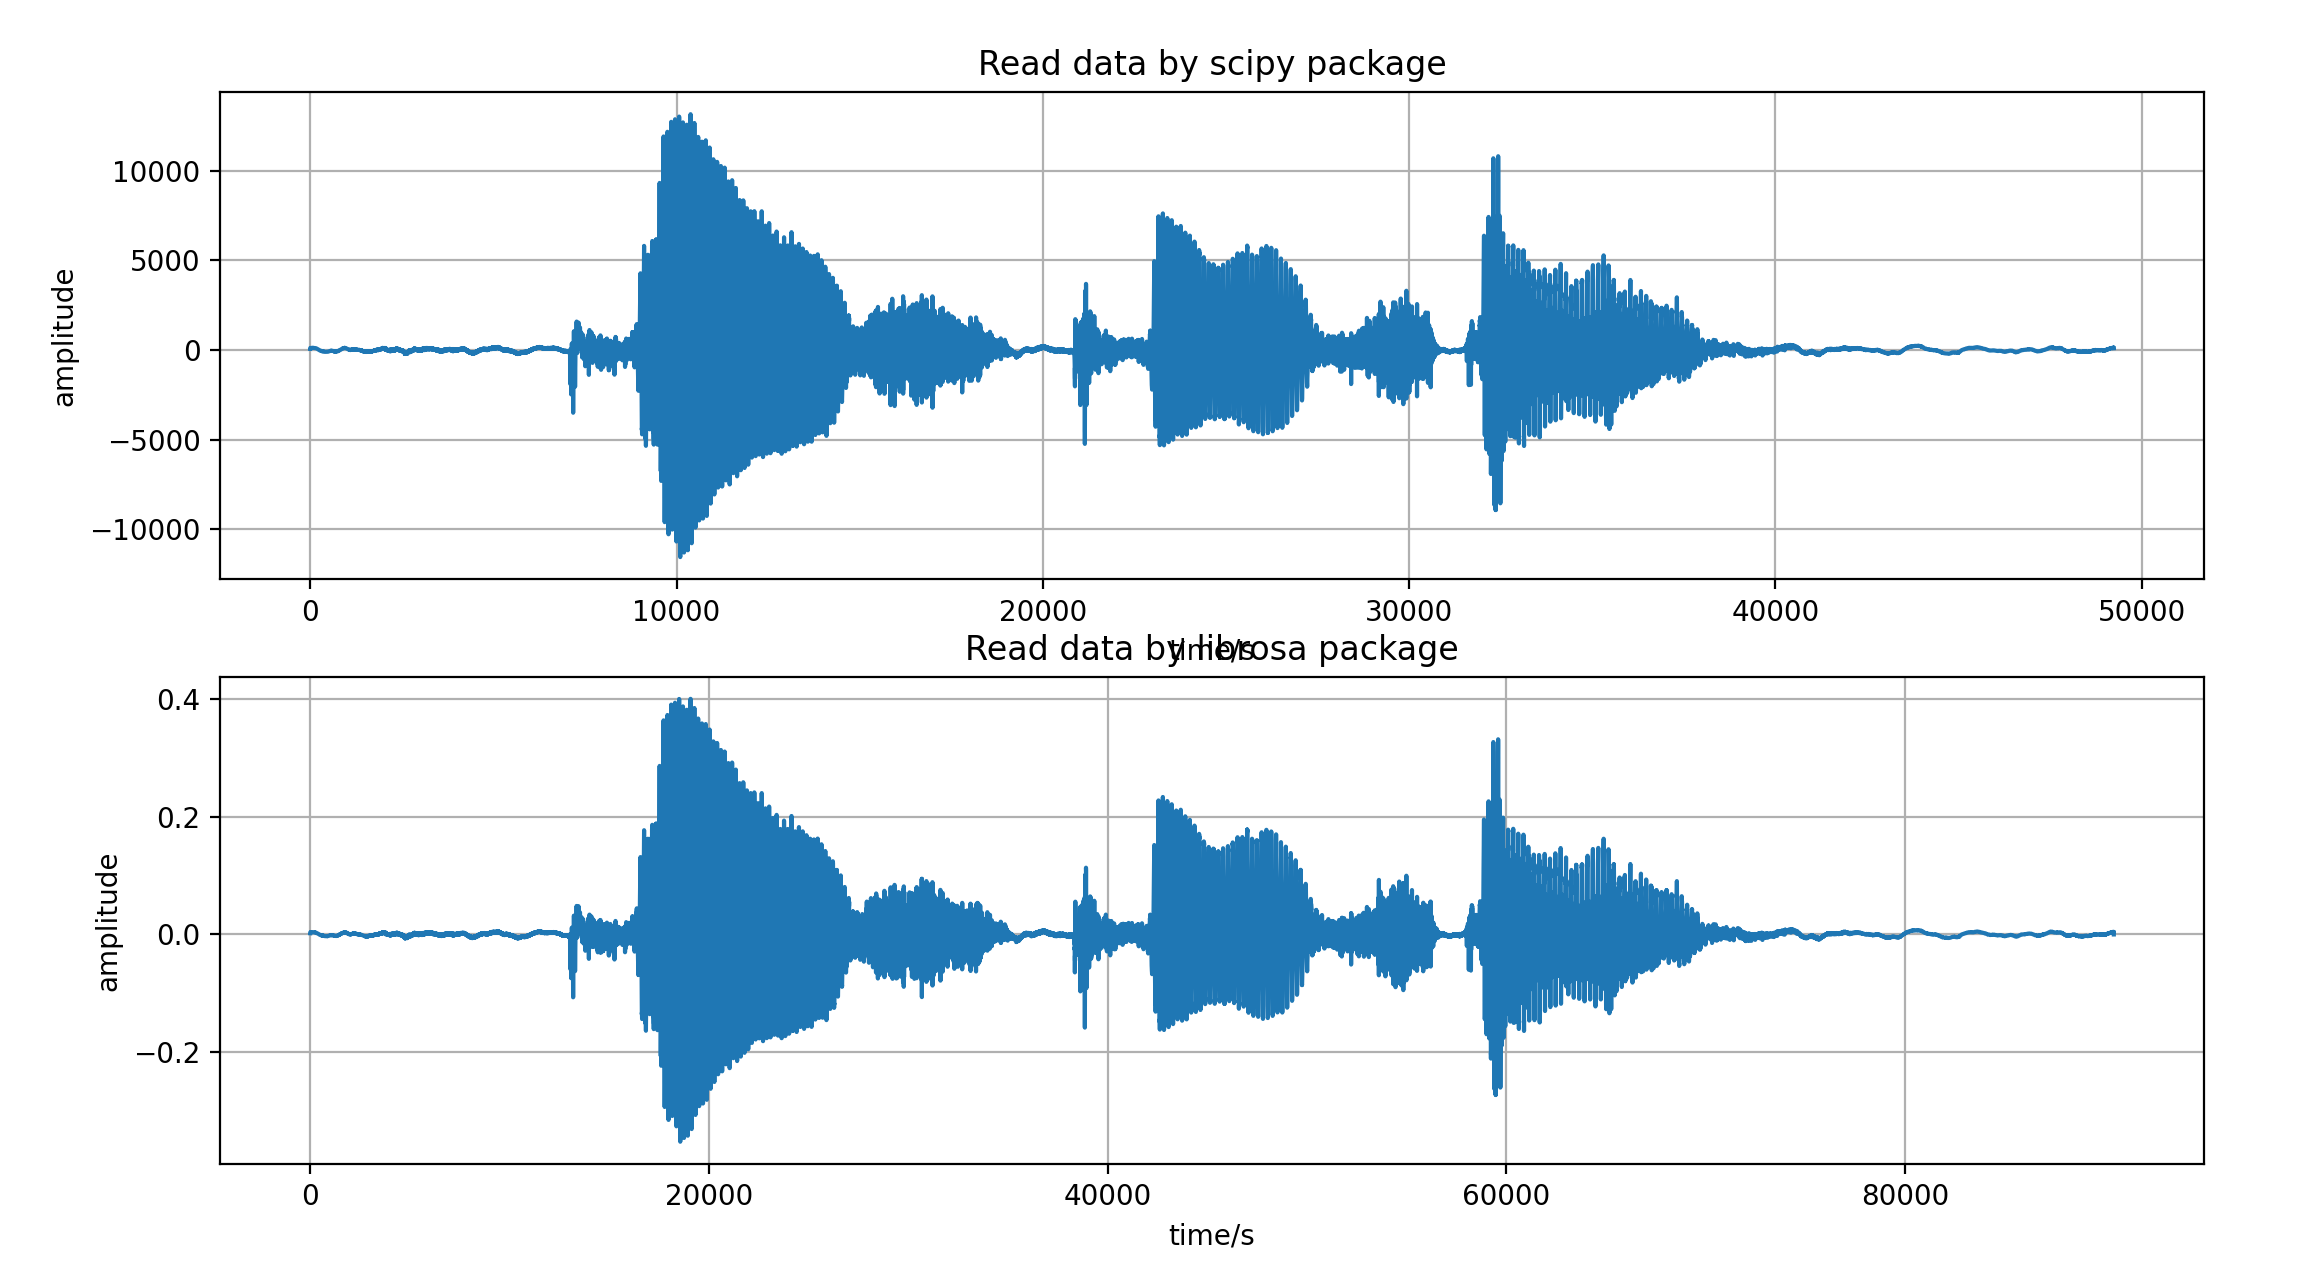 Read data by scipy package
amplitude
10000
5000
0
−5000
−10000
0 10000 20000 30000 40000 50000
time/s
Read data by librosa package
amplitude
0.4
0.2
0.0
−0.2
0 20000 40000 60000 80000
time/s